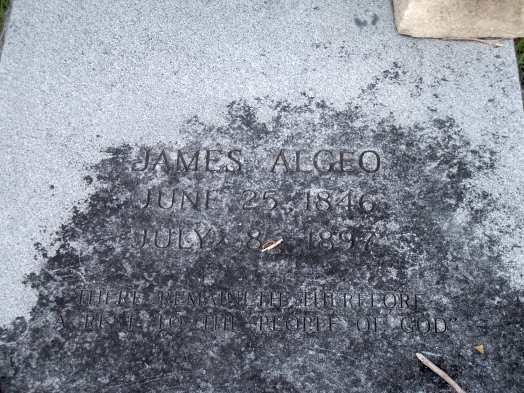 JAMES ALGEO
JUNE 25, 1846
JULY 8, 1897
"THERE REMAINETH THEREFORE
A REST TO THE PEOPLE OF GOD"